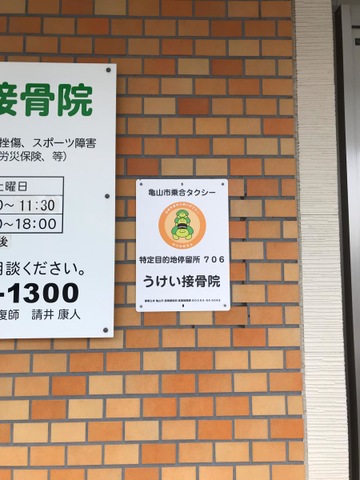 接骨院
挫傷、スポーツ障害
労災保険、等）
土曜日
0～ 11:30
0～18:00
後
相談ください。
-1300
復師 請井 康人
亀山市乗合タクシー
特定目的地停留所 706
うけい接骨院